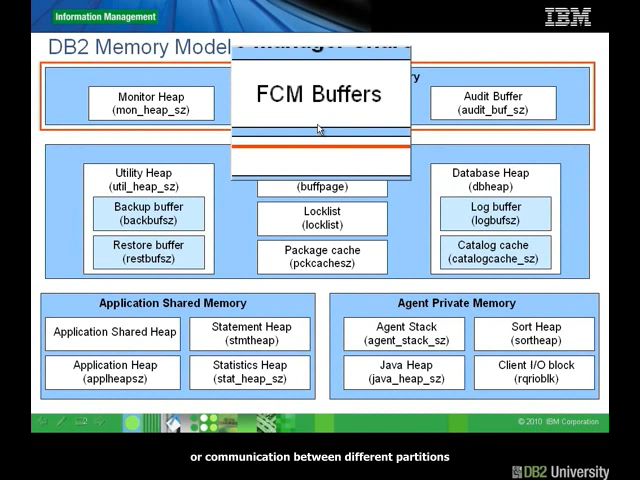 Information Management
IBM
DB2 Memory Model
FCM Buffers
Monitor Heap
(mon_heap_sz)
Audit Buffer
(audit_buf_sz)
Utility Heap
(util_heap_sz)
Backup buffer
(backbufsz)
Restore buffer
(restbufsz)
(buffpage)
Locklist
(locklist)
Package cache
(pckcachesz)
Database Heap
(dbheap)
Log buffer
(logbufsz)
Catalog cache
(catalogcache_sz)
Application Shared Memory
Application Shared Heap
Statement Heap
(stmtheap)
Application Heap
(applheapsz)
Statistics Heap
(stat_heap_sz)
Agent Private Memory
Agent Stack
(agent_stack_sz)
Sort Heap
(sortheap)
Java Heap
(java_heap_sz)
Client I/O block
(rqrioblk)
© 2010 IBM Corporation
or communication between different partitions
DB2 University